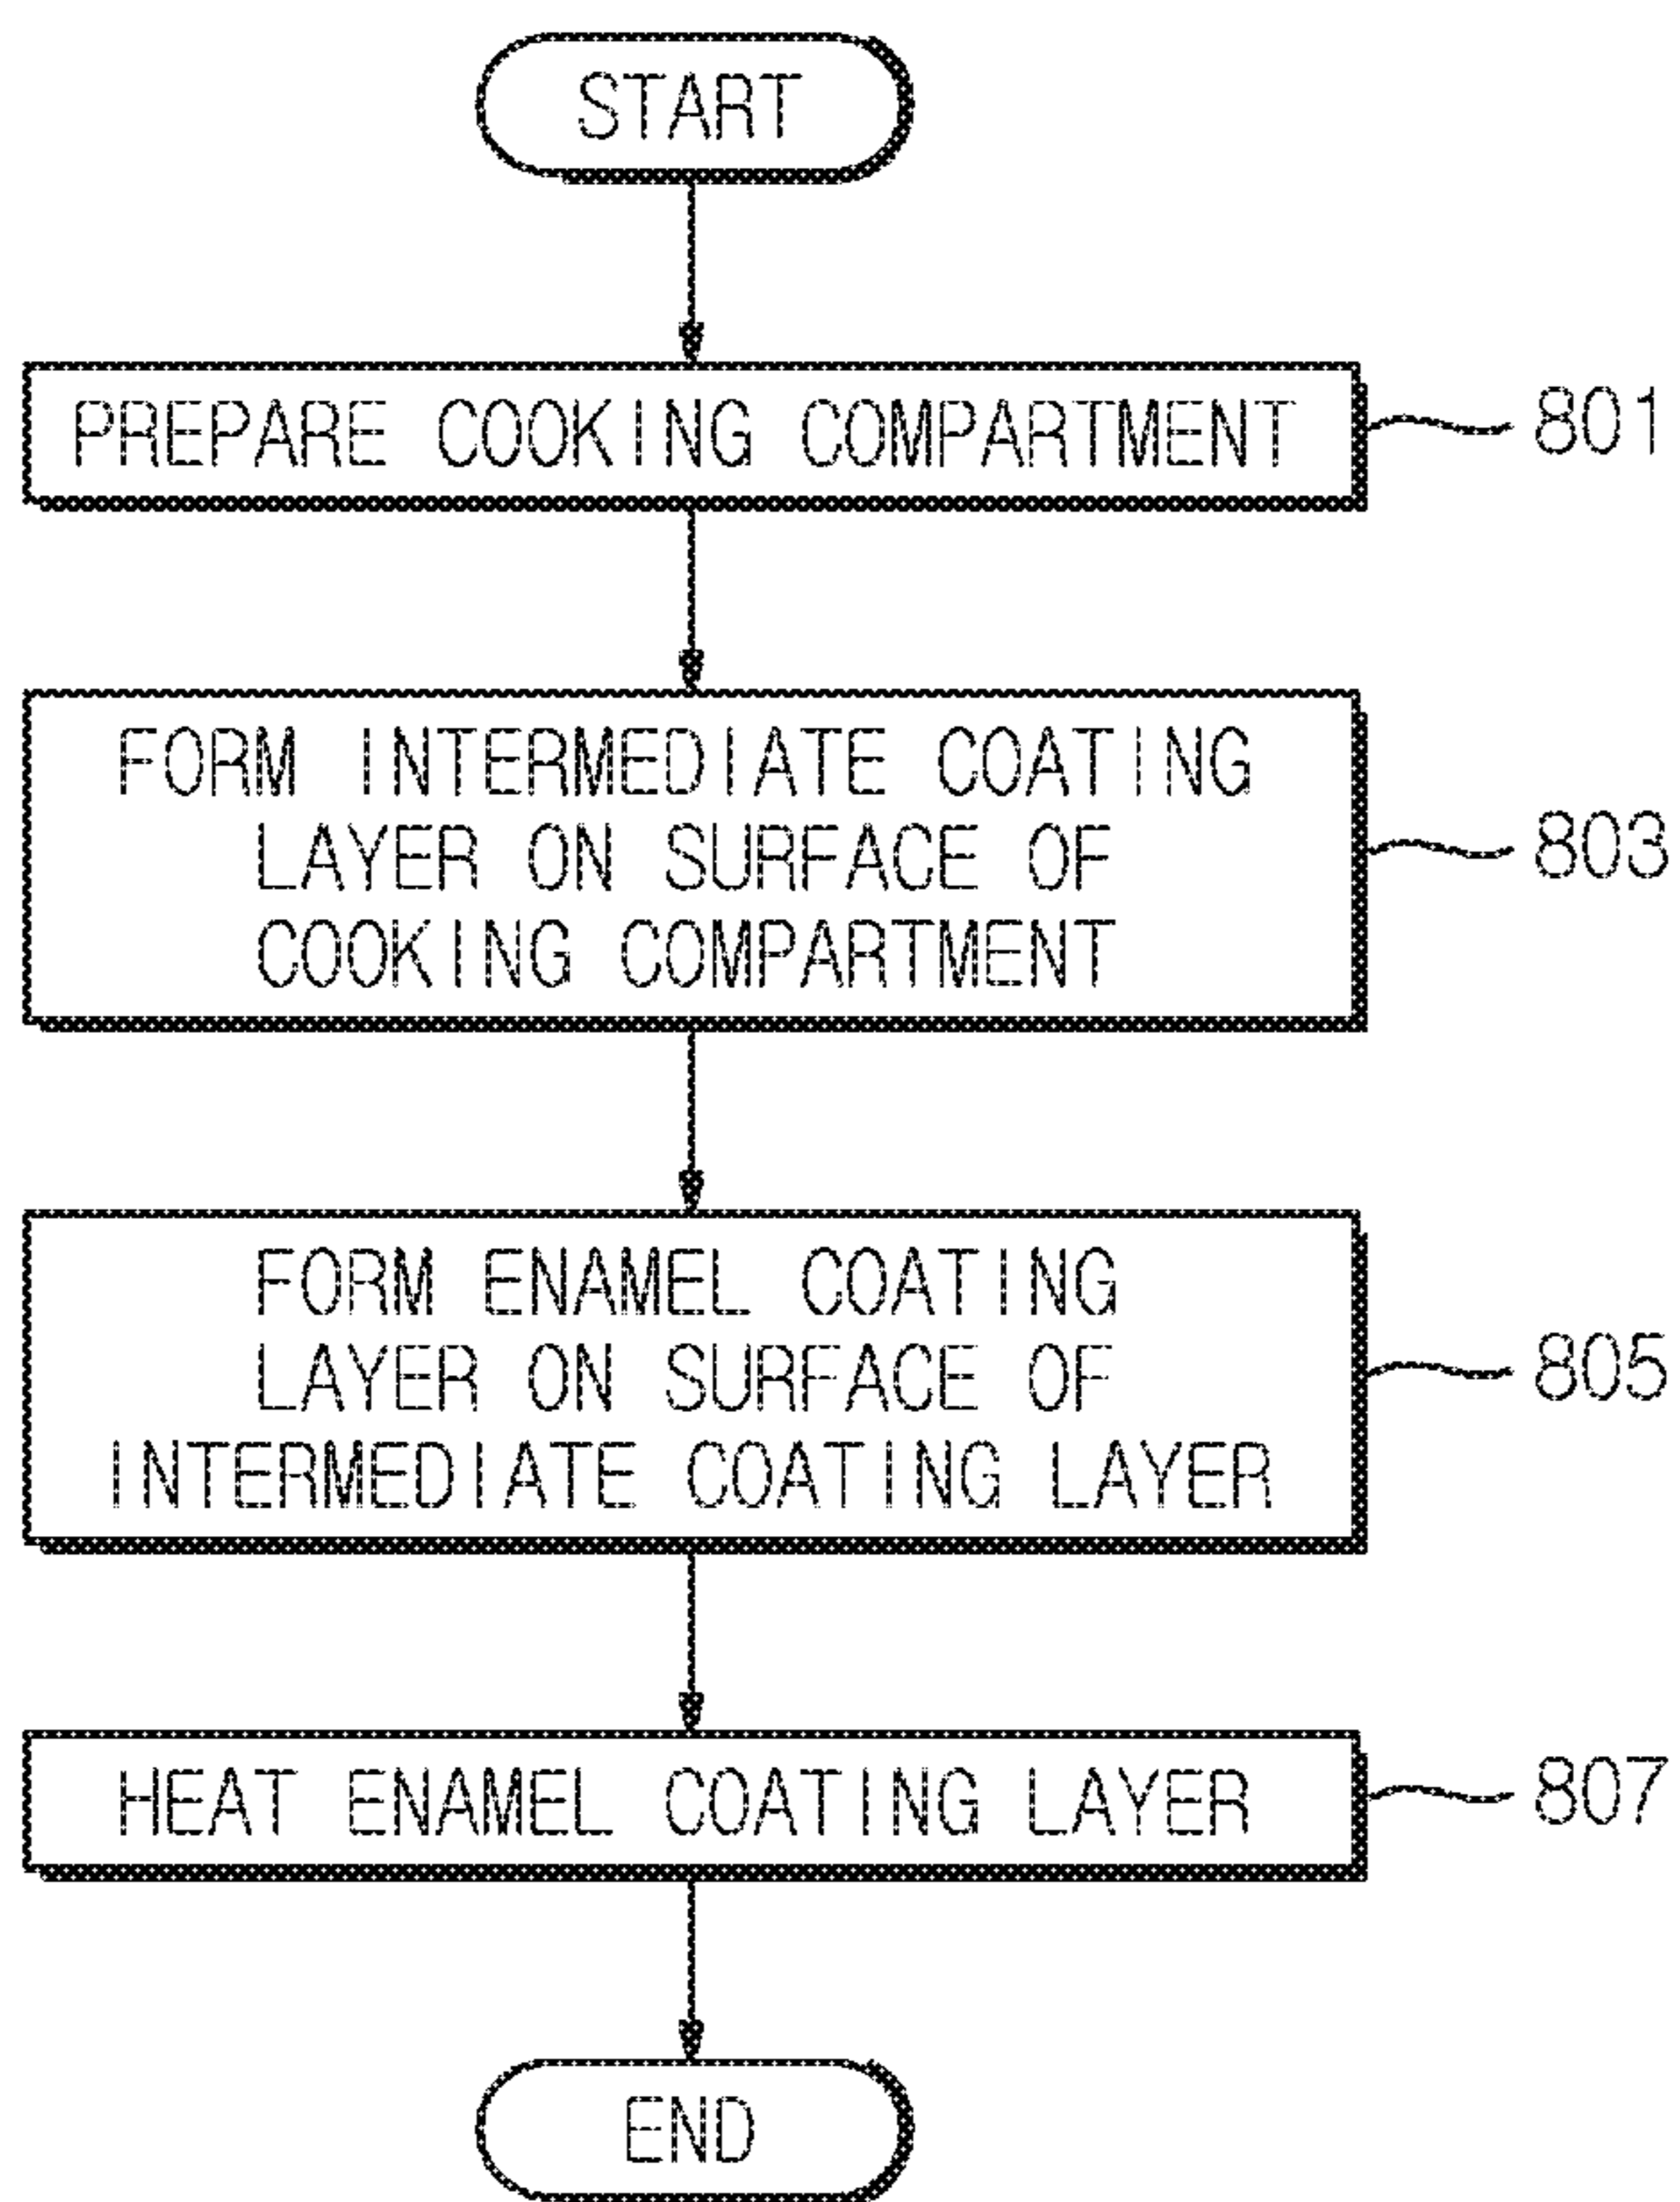 START
PREPARE COOKING COMPARTMENT
801
FORM INTERMEDIATE COATING
LAYER ON SURFACE OF
COOKING COMPARTMENT
803
FORM ENAMEL COATING
LAYER ON SURFACE OF
INTERMEDIATE COATING LAYER
805
HEAT ENAMEL COATING LAYER
807
END